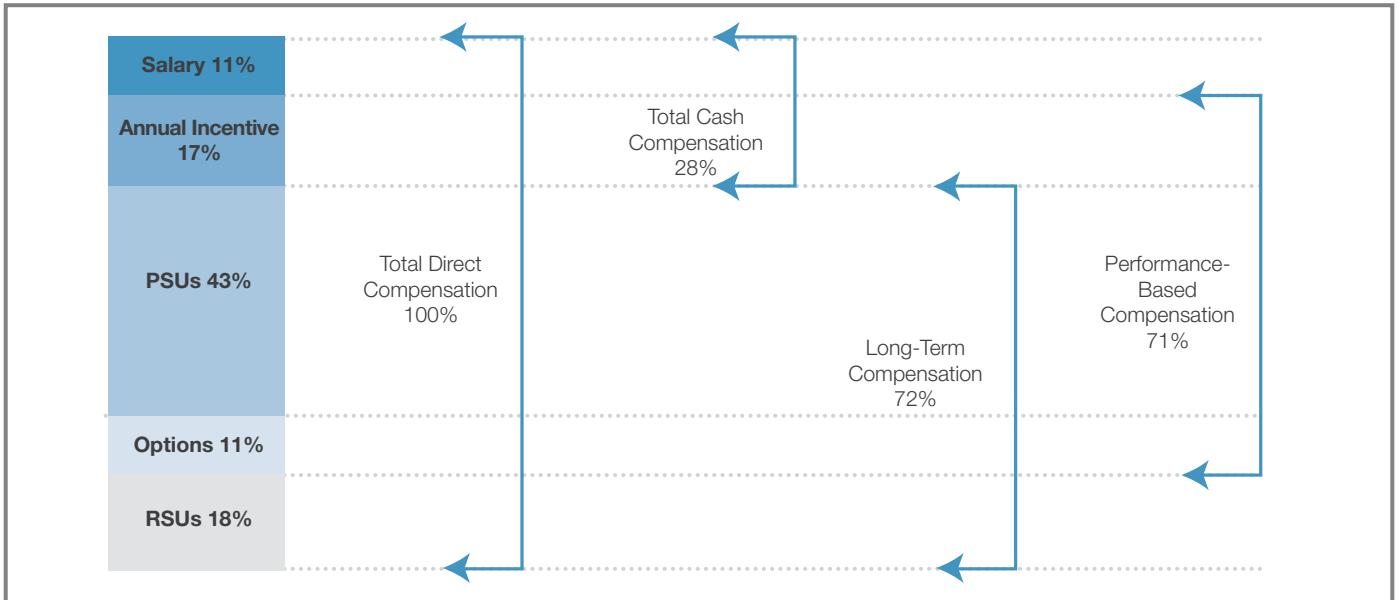 Salary 11%
Annual Incentive
17%
PSUs 43%
Options 11%
RSUs 18%
Total Direct
Compensation
100%
Total Cash
Compensation
28%
Long-Term
Compensation
72%
Performance-
Based
Compensation
71%